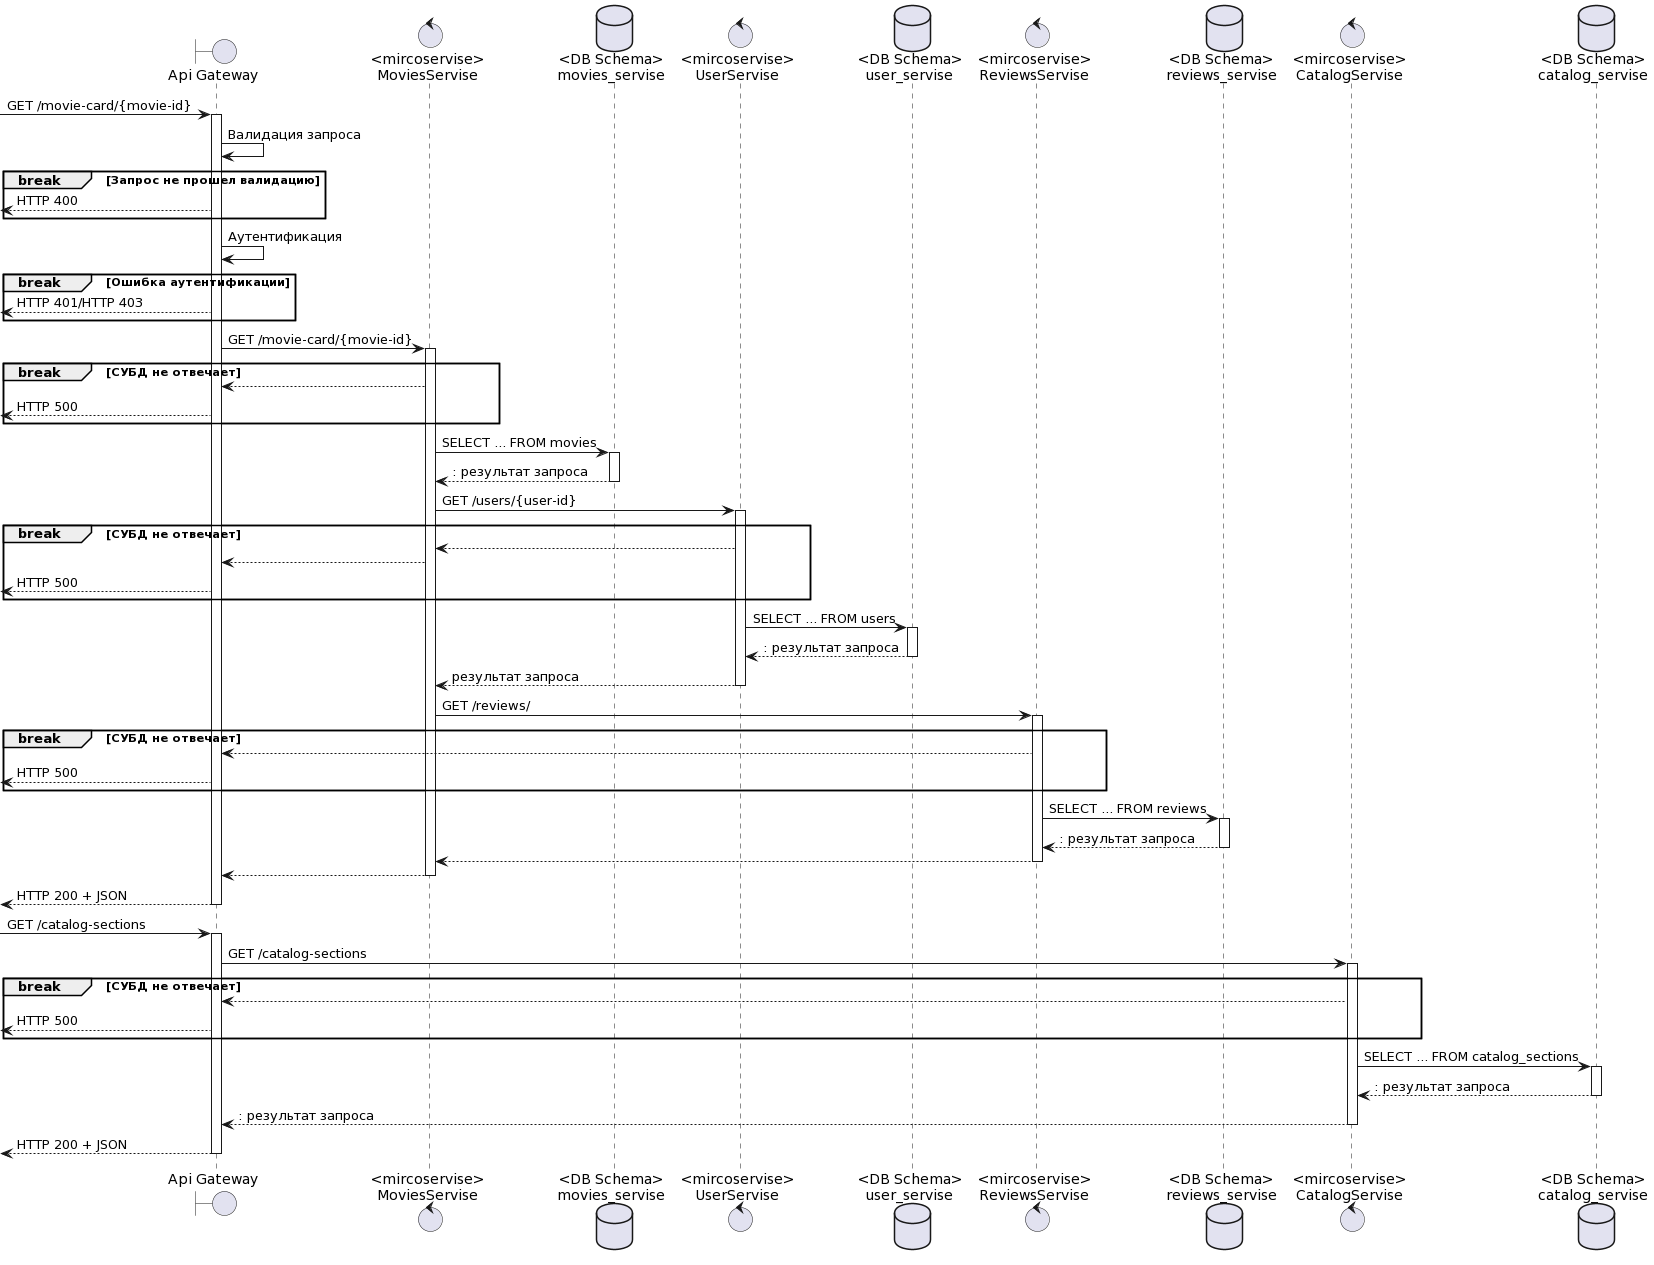 <mircoservise> <DB Schema> <mircoservise> <DB Schema> <mircoservise> <DB Schema> <mircoservise> <DB Schema>
Api Gateway MoviesServise movies_servise UserServise user_servise ReviewsServise reviews_servise CatalogServise catalog_servise
GET /movie-card/{movie-id}
Валидация запроса
break [Запрос не прошел валидацию]
HTTP 400
Аутентификация
break [Ошибка аутентификации]
HTTP 401/HTTP 403
GET /movie-card/{movie-id}
break [СУБД не отвечает]
HTTP 500
SELECT ... FROM movies
: результат запроса
GET /users/{user-id}
break [СУБД не отвечает]
HTTP 500
SELECT ... FROM users
: результат запроса
результат запроса
GET /reviews/
break [СУБД не отвечает]
HTTP 500
SELECT ... FROM reviews
: результат запроса
HTTP 200 + JSON
GET /catalog-sections
GET /catalog-sections
break [СУБД не отвечает]
HTTP 500
SELECT ... FROM catalog_sections
: результат запроса
: результат запроса
HTTP 200 + JSON
<mircoservise> <DB Schema> <mircoservise> <DB Schema> <mircoservise> <DB Schema> <mircoservise> <DB Schema>
Api Gateway MoviesServise movies_servise UserServise user_servise ReviewsServise reviews_servise CatalogServise catalog_servise